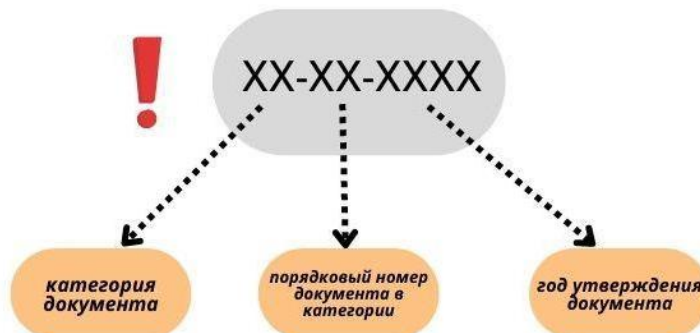 XX-XX-XXXX
категория
документа
порядковый номер
документа в
категории
год утверждения
документа